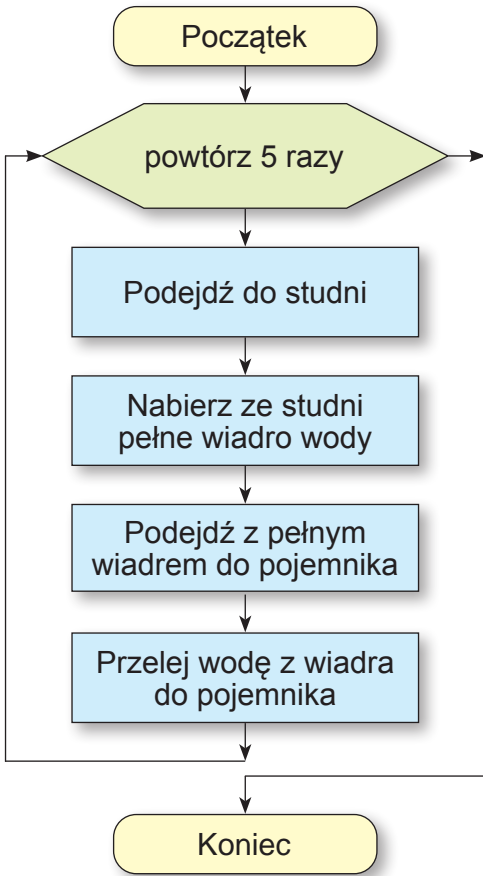 Początek
powtórz 5 razy
Podejdź do studni
Nabierz ze studni
pełne wiadro wody
Podejdź z pełnym
wiadrem do pojemnika
Przelej wodę z wiadra
do pojemnika
Koniec